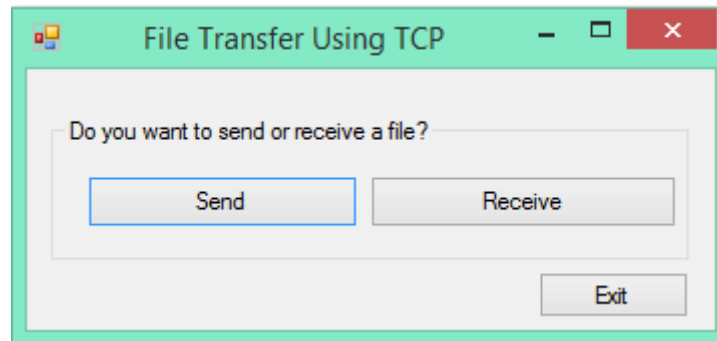 File Transfer Using TCP
Do you want to send or receive a file?
Send Receive
Exit